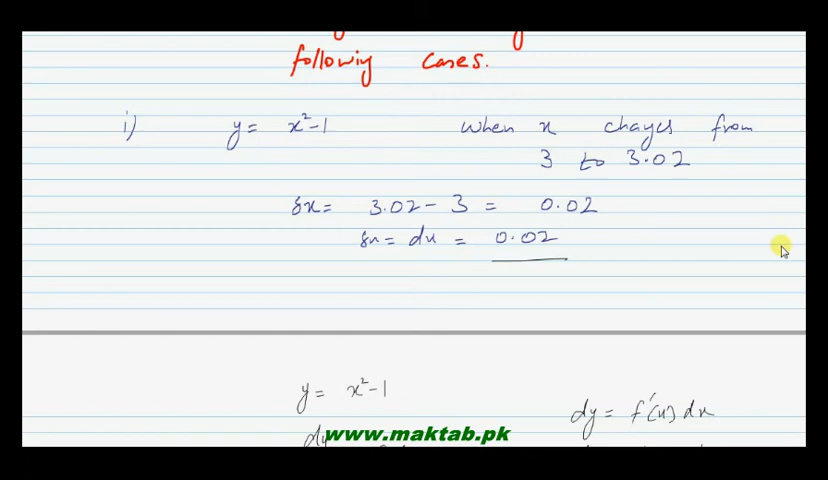 following cases.
i) y = x²-1 when x changes from
3 to 3.02
δx = 3.02 - 3 = 0.02
δx = dx = 0.02
y = x²-1
dy = f'(x) dx
dy
www.maktab.pk